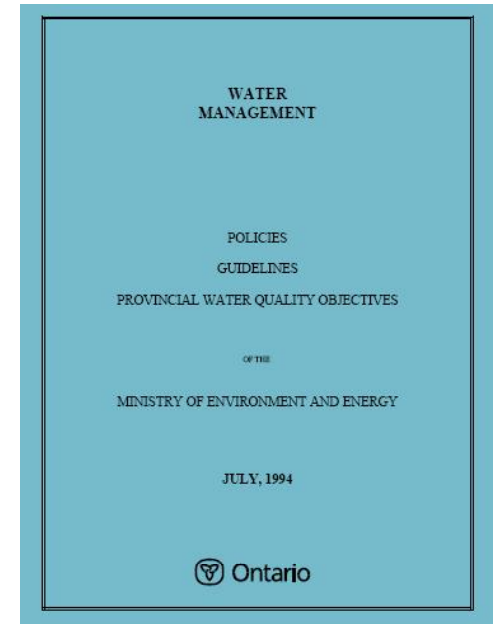 WATER
MANAGEMENT
POLICIES
GUIDELINES
PROVINCIAL WATER QUALITY OBJECTIVES
OF THE
MINISTRY OF ENVIRONMENT AND ENERGY
JULY, 1994
Ontario